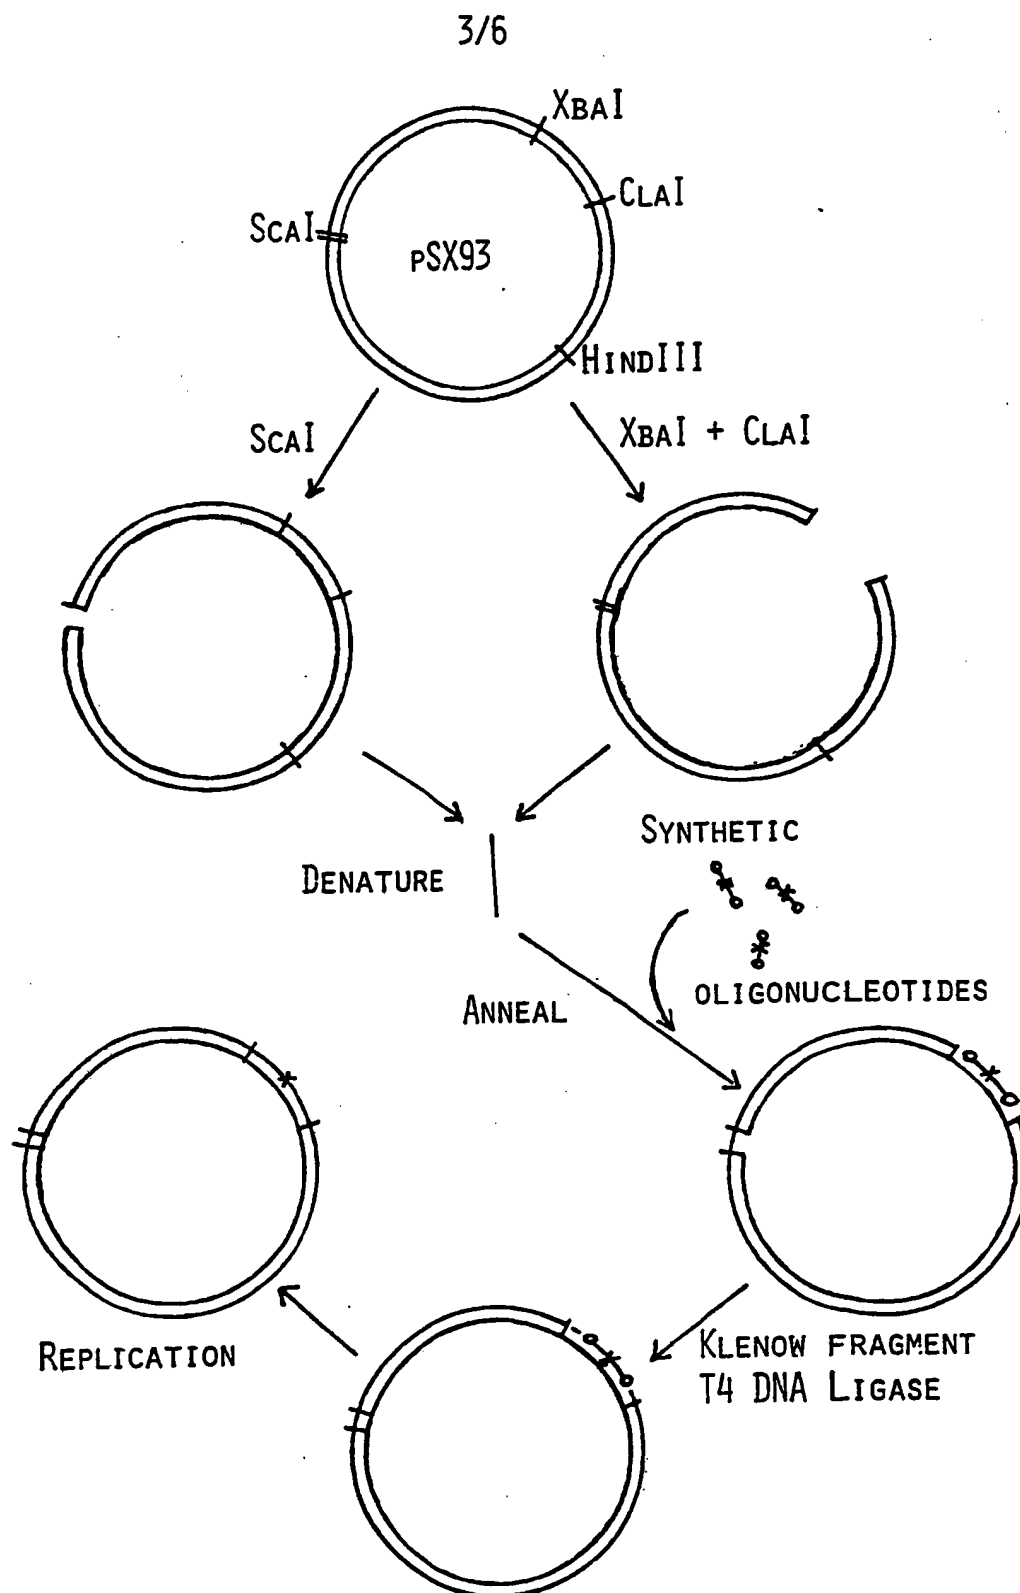 3/6
XBAI
CLAI
SCAI
pSX93
HINDIII
SCAI
XBAI + CLAI
SYNTHETIC
DENATURE
OLIGONUCLEOTIDES
ANNEAL
REPLICATION
KLENOW FRAGMENT
T4 DNA LIGASE